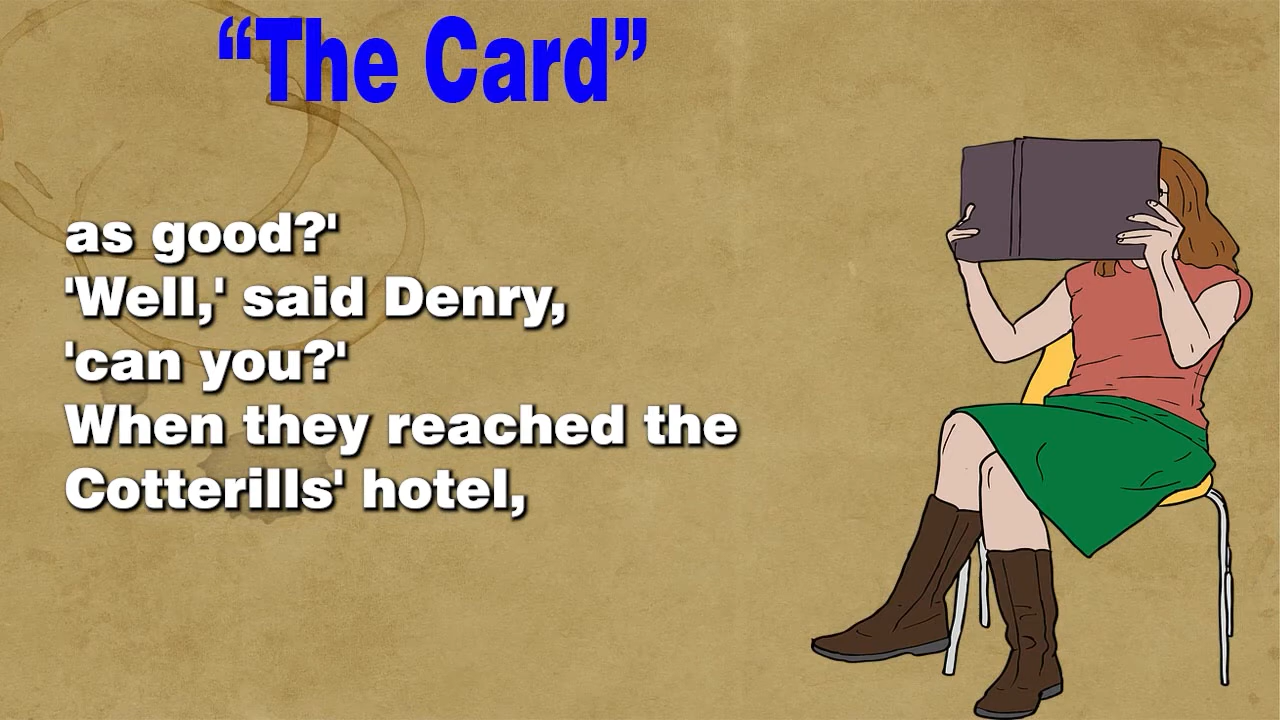 “The Card”
as good?'
'Well,' said Denry,
'can you?'
When they reached the
Cotterills' hotel,